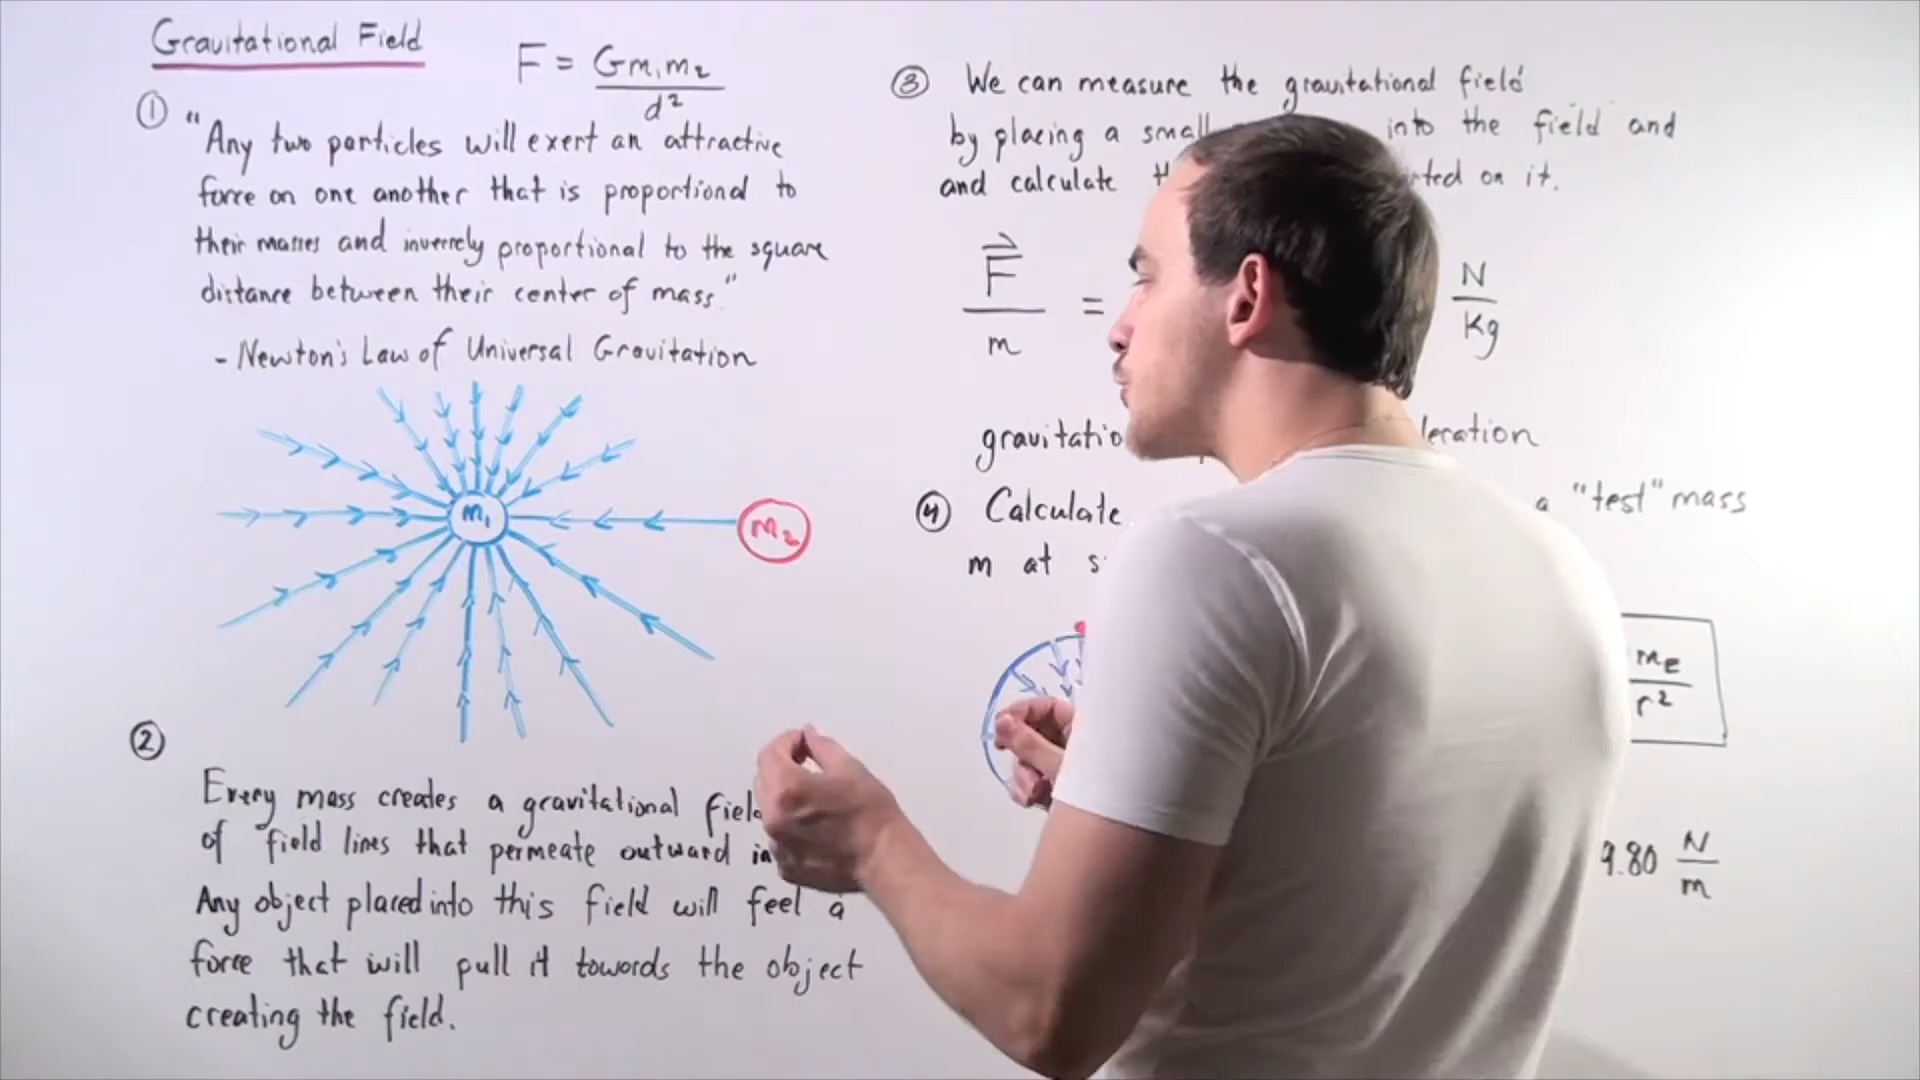 Gravitational Field
F = Gm₁m₂
d²
① "Any two particles will exert an attractive
force on one another that is proportional to
their masses and inversely proportional to the square
distance between their center of mass."
- Newton's Law of Universal Gravitation
m₁
m₂
②
Every mass creates a gravitational field
of field lines that permeate outward in
Any object placed into this field will feel a
force that will pull it towards the object
creating the field.
③ We can measure the gravitational field
by placing a small into the field and
and calculate on it.
F
m
=
N
Kg
④ Calculate a "test" mass
m at
mE
r²
9.80 N
m